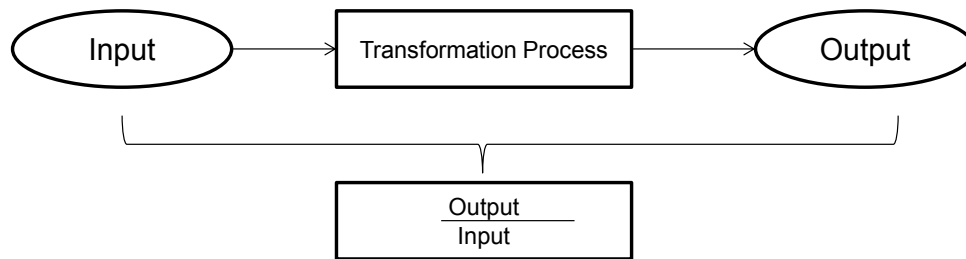 Input
Transformation Process
Output
Output
Input